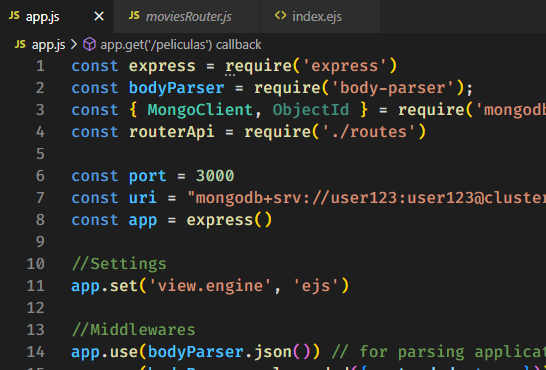 JS app.js × JS moviesRouter.js <> index.ejs
JS app.js > app.get('/peliculas') callback
1 const express = require('express')
2 const bodyParser = require('body-parser');
3 const { MongoClient, ObjectId } = require('mongodb
4 const routerApi = require('./routes')
5
6 const port = 3000
7 const uri = "mongodb+srv://user123:user123@cluster
8 const app = express()
9
10 //Settings
11 app.set('view.engine', 'ejs')
12
13 //Middlewares
14 app.use(bodyParser.json()) // for parsing applicat